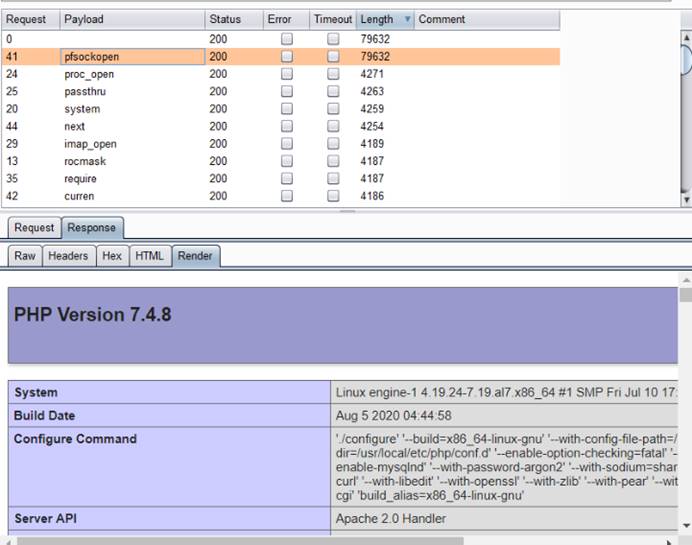 Request Payload Status Error Timeout Length Comment
0 200 79632
41 pfsockopen 200 79632
24 proc_open 200 4271
25 passthru 200 4263
20 system 200 4259
44 next 200 4254
29 imap_open 200 4189
13 rocmask 200 4187
35 require 200 4187
42 curren 200 4186
Request Response
Raw Headers Hex HTML Render
PHP Version 7.4.8
System Linux engine-1 4.19.24-7.19.al7.x86_64 #1 SMP Fri Jul 10 17:
Build Date Aug 5 2020 04:44:58
Configure Command './configure' '--build=x86_64-linux-gnu' '--with-config-file-path=/
dir=/usr/local/etc/php/conf.d' '--enable-option-checking=fatal' '-
enable-mysqlnd' '--with-password-argon2' '--with-sodium=shar
curl' '--with-libedit' '--with-openssl' '--with-zlib' '--with-pear' '--wit
cgi' 'build_alias=x86_64-linux-gnu'
Server API Apache 2.0 Handler